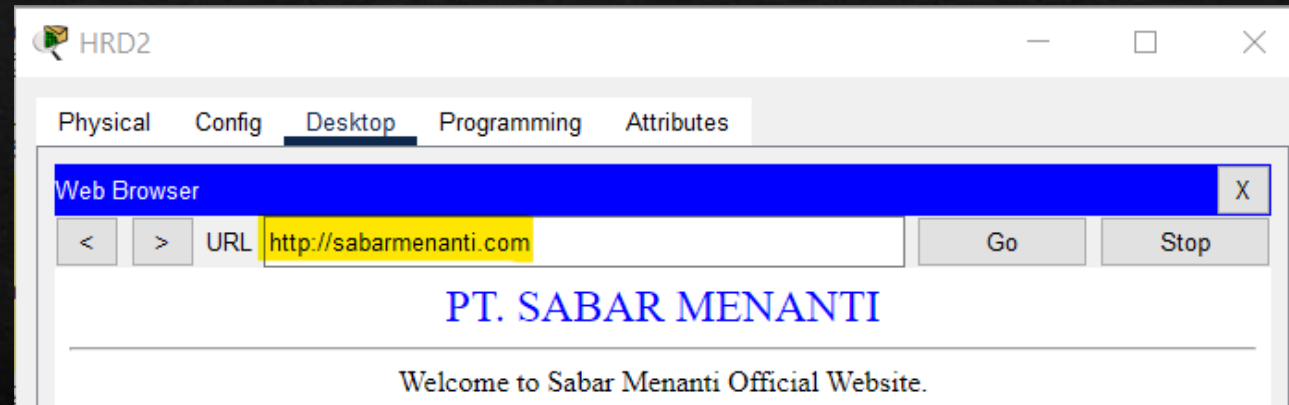 HRD2
Physical Config Desktop Programming Attributes
Web Browser X
< > URL http://sabarmenanti.com Go Stop
PT. SABAR MENANTI
Welcome to Sabar Menanti Official Website.